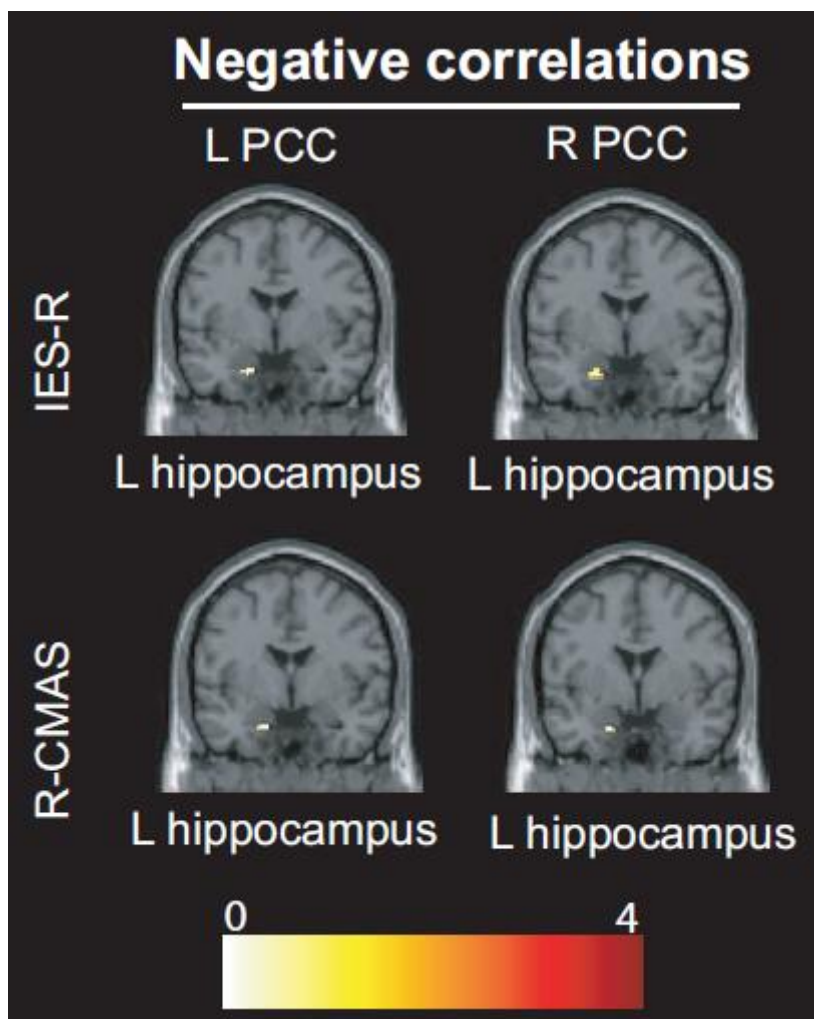 Negative correlations
L PCC R PCC
IES-R
L hippocampus L hippocampus
R-CMAS
L hippocampus L hippocampus
0 4